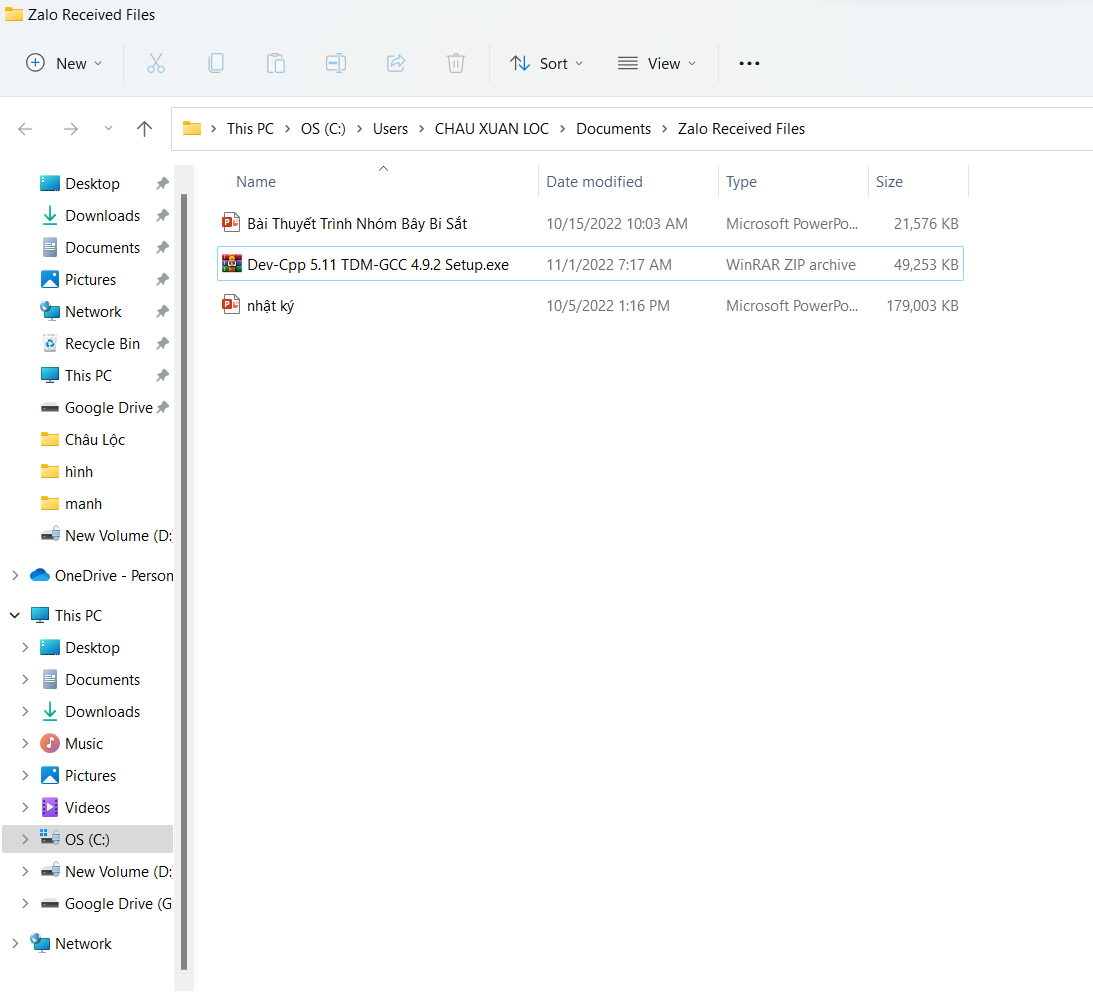 Zalo Received Files
New Sort View
This PC OS (C:) Users CHAU XUAN LOC Documents Zalo Received Files
Name Date modified Type Size
Bài Thuyết Trình Nhóm Bây Bi Sắt 10/15/2022 10:03 AM Microsoft PowerPo... 21,576 KB
Dev-Cpp 5.11 TDM-GCC 4.9.2 Setup.exe 11/1/2022 7:17 AM WinRAR ZIP archive 49,253 KB
nhật ký 10/5/2022 1:16 PM Microsoft PowerPo... 179,003 KB
Desktop
Downloads
Documents
Pictures
Network
Recycle Bin
This PC
Google Drive
Châu Lộc
hình
manh
New Volume (D:
OneDrive - Person
This PC
Desktop
Documents
Downloads
Music
Pictures
Videos
OS (C:)
New Volume (D:
Google Drive (G
Network